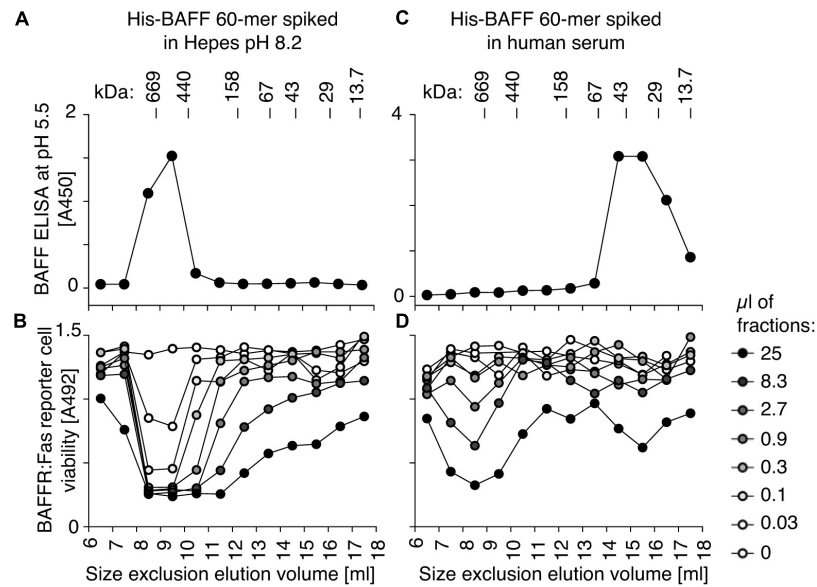 A
His-BAFF 60-mer spiked
in Hepes pH 8.2
kDa: 669 440 158 67 43 29 13.7
2
0
BAFF ELISA at pH 5.5
[A450]
C
His-BAFF 60-mer spiked
in human serum
kDa: 669 440 158 67 43 29 13.7
4
0
B
1.5
0
BAFFR:Fas reporter cell
viability [A492]
6 7 8 9 10 11 12 13 14 15 16 17 18
Size exclusion elution volume [ml]
D
6 7 8 9 10 11 12 13 14 15 16 17 18
Size exclusion elution volume [ml]
µl of
fractions:
25
8.3
2.7
0.9
0.3
0.1
0.03
0